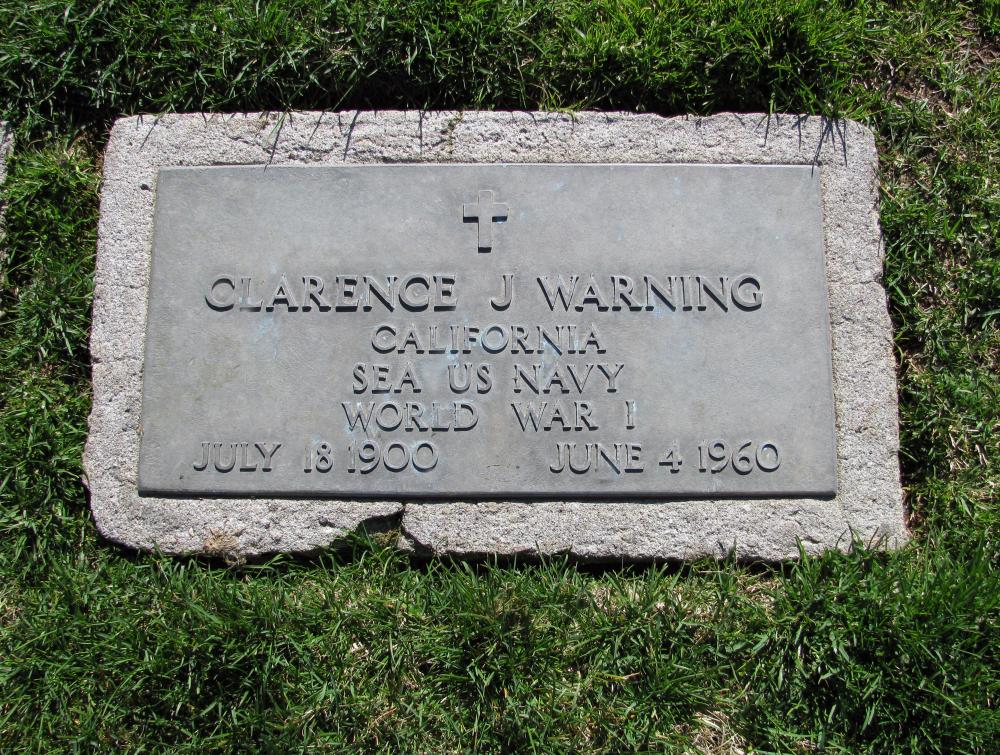 CLARENCE J WARNING
CALIFORNIA
SEA US NAVY
WORLD WAR I
JULY 18 1900 JUNE 4 1960